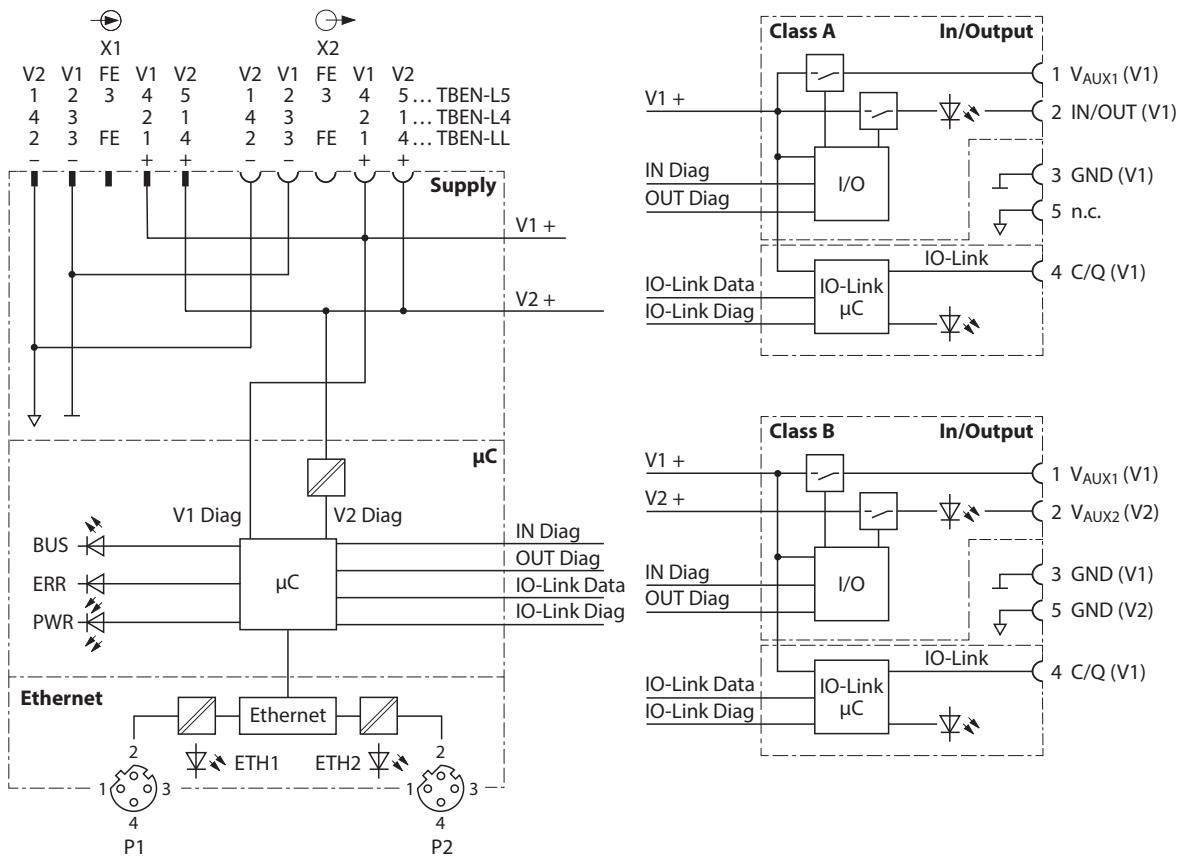 X1 X2
V2 V1 FE V1 V2 V2 V1 FE V1 V2
1 2 3 4 5 1 2 3 4 5 ... TBEN-L5
4 3 2 1 4 3 2 1 ... TBEN-L4
2 3 FE 1 4 2 3 FE 1 4 ... TBEN-LL
– – + + – – + +
Supply
V1 +
V2 +
µC
V1 Diag V2 Diag
BUS
ERR
PWR
µC
IN Diag
OUT Diag
IO-Link Data
IO-Link Diag
Ethernet
Ethernet
ETH1 ETH2
2 2
1 3 1 3
4 4
P1 P2
Class A In/Output
V1 +
1 VAUX1 (V1)
2 IN/OUT (V1)
IN Diag
OUT Diag
I/O
3 GND (V1)
5 n.c.
IO-Link
4 C/Q (V1)
IO-Link Data
IO-Link Diag
IO-Link
µC
Class B In/Output
V1 +
1 VAUX1 (V1)
V2 +
2 VAUX2 (V2)
IN Diag
OUT Diag
I/O
3 GND (V1)
5 GND (V2)
IO-Link
4 C/Q (V1)
IO-Link Data
IO-Link Diag
IO-Link
µC